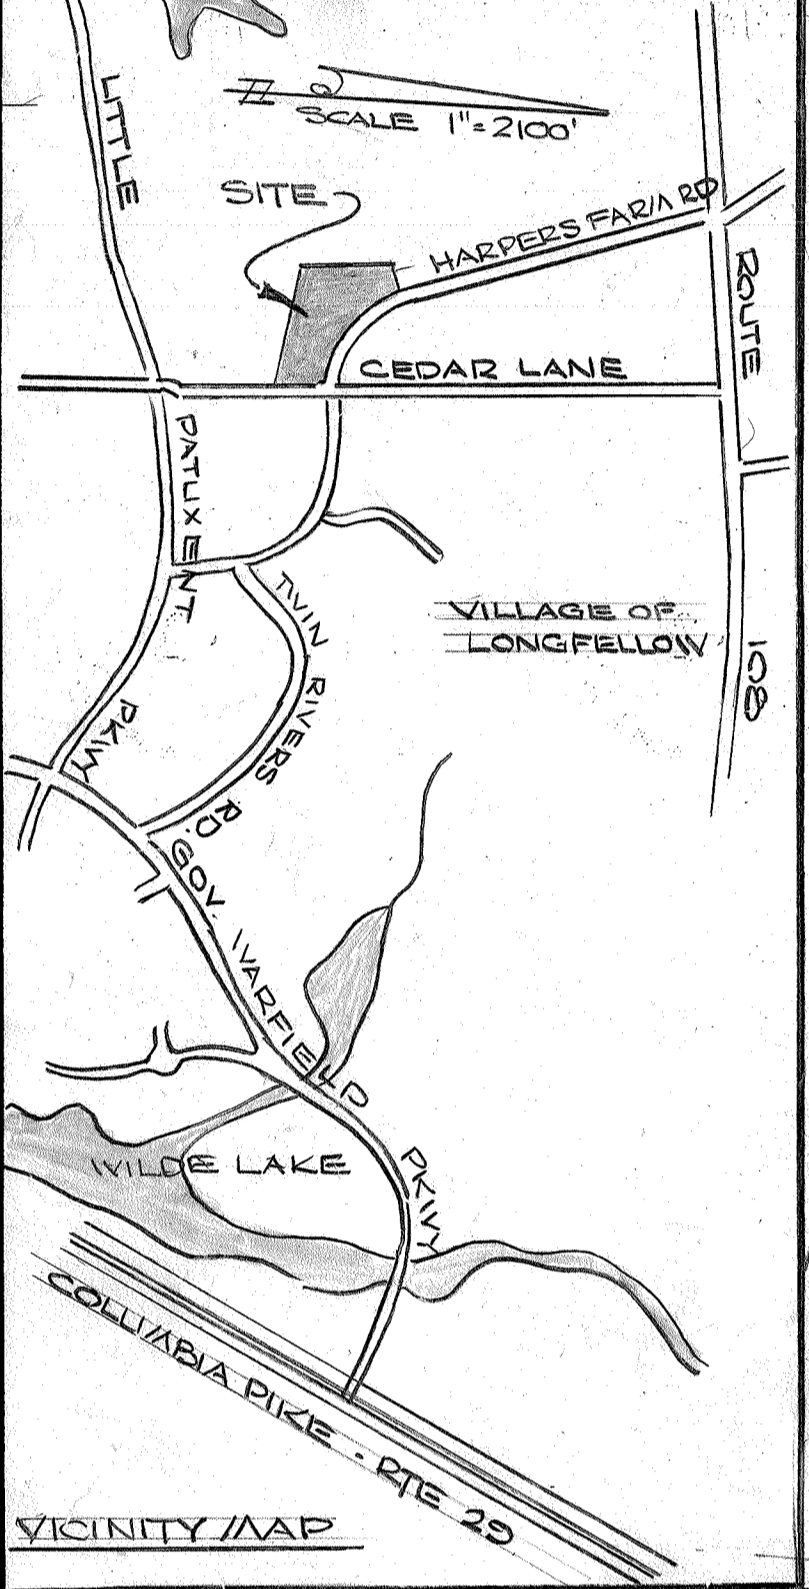 SCALE 1"=2100'
LITTLE
SITE
HARPERS FARM RD
ROUTE
CEDAR LANE
PATUXENT
TWIN RIVERS RD.
VILLAGE OF
LONGFELLOW
108
PKWY
GOV. WARFIELD
PKWY
WILDE LAKE
COLUMBIA PIKE - RTE 29
VICINITY MAP